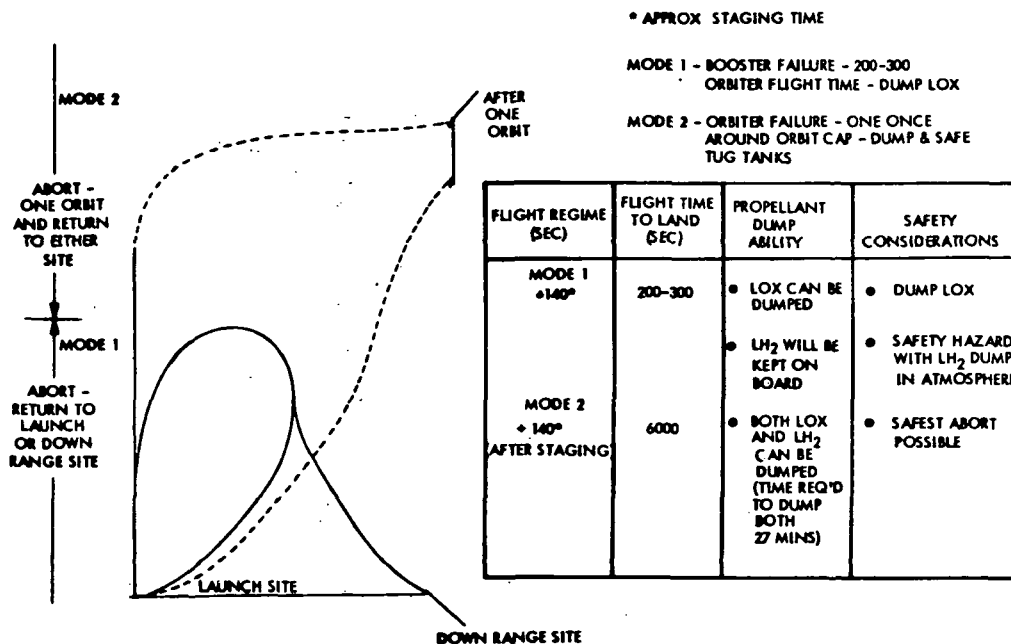 * APPROX STAGING TIME
MODE 1 - BOOSTER FAILURE - 200-300
ORBITER FLIGHT TIME - DUMP LOX
MODE 2 - ORBITER FAILURE - ONE ONCE
AROUND ORBIT CAP - DUMP & SAFE
TUG TANKS
MODE 2
ABORT -
ONE ORBIT
AND RETURN
TO EITHER
SITE
MODE 1
ABORT -
RETURN TO
LAUNCH
OR DOWN
RANGE SITE
AFTER
ONE
ORBIT
LAUNCH SITE
DOWN RANGE SITE
FLIGHT REGIME
(SEC)
FLIGHT TIME
TO LAND
(SEC)
PROPELLANT
DUMP
ABILITY
SAFETY
CONSIDERATIONS
MODE 1
+140*
200-300
• LOX CAN BE
DUMPED
• DUMP LOX
• LH2 WILL BE
KEPT ON
BOARD
• SAFETY HAZARD
WITH LH2 DUMP
IN ATMOSPHERE
MODE 2
+ 140*
(AFTER STAGING)
6000
• BOTH LOX
AND LH2
CAN BE
DUMPED
(TIME REQ'D
TO DUMP
BOTH
27 MINS)
• SAFEST ABORT
POSSIBLE